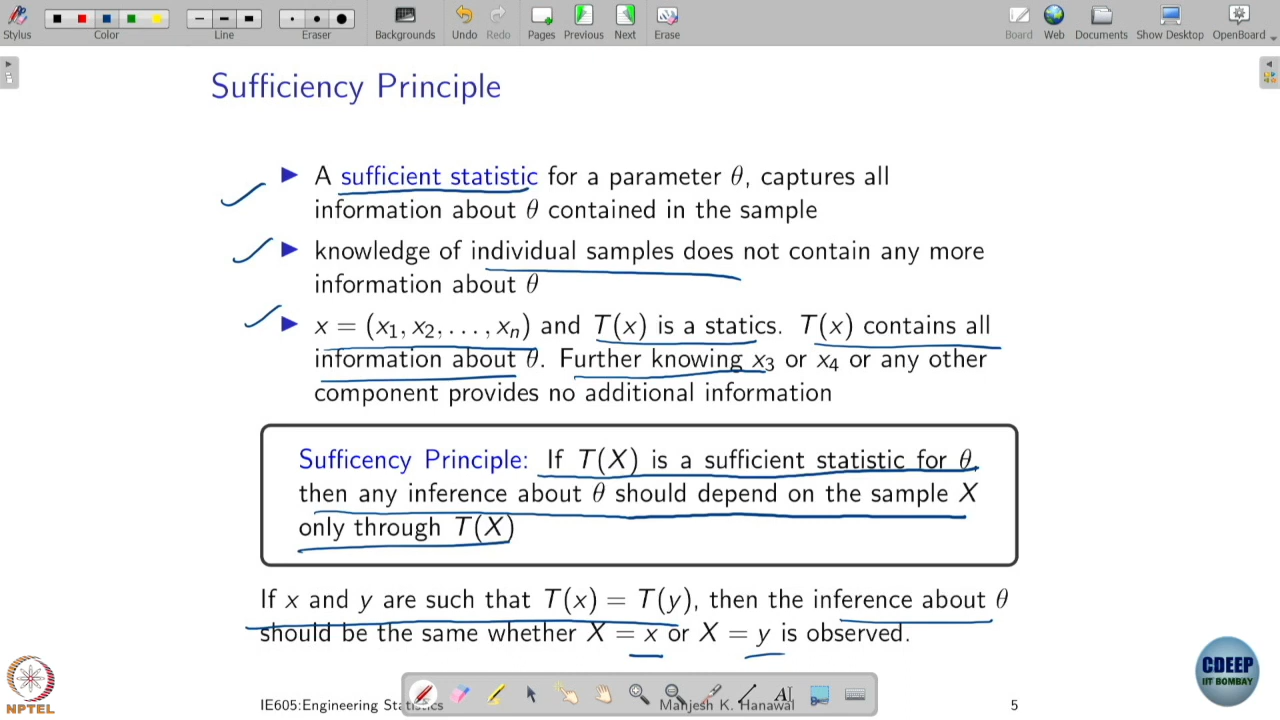 Stylus
Color
Line
Eraser
Backgrounds
Undo
Redo
Pages
Previous
Next
Erase
Board
Web
Documents
Show Desktop
OpenBoard
Sufficiency Principle
A sufficient statistic for a parameter θ, captures all
information about θ contained in the sample
knowledge of individual samples does not contain any more
information about θ
x = (x₁, x₂, . . . , xₙ) and T(x) is a statics. T(x) contains all
information about θ. Further knowing x₃ or x₄ or any other
component provides no additional information
Sufficency Principle: If T(X) is a sufficient statistic for θ,
then any inference about θ should depend on the sample X
only through T(X)
If x and y are such that T(x) = T(y), then the inference about θ
should be the same whether X = x or X = y is observed.
NPTEL
IE605:Engineering Statistics
Manjesh K. Hanawal
5
CDEEP
IIT BOMBAY